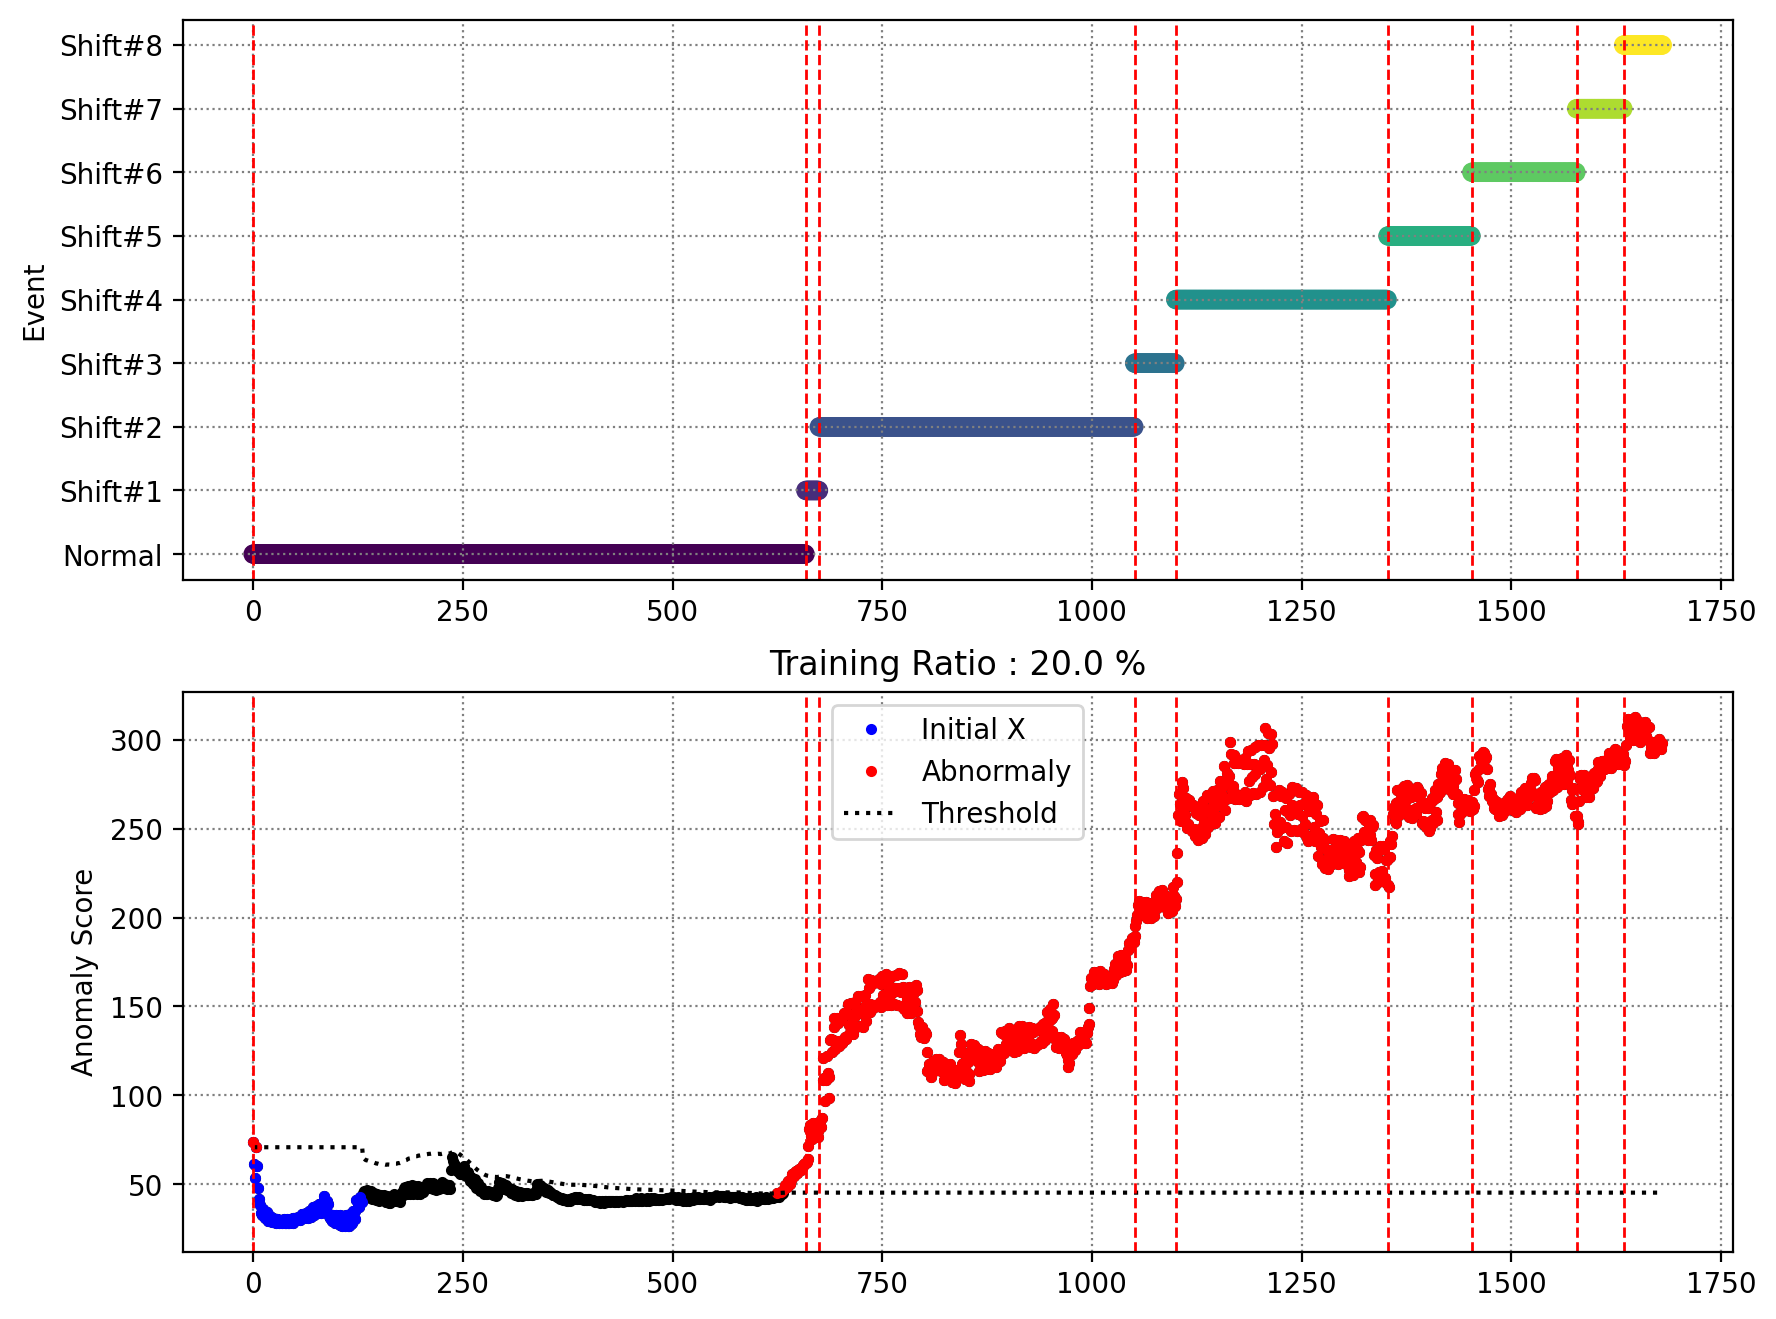 Shift#8
Shift#7
Shift#6
Shift#5
Shift#4
Shift#3
Shift#2
Shift#1
Normal
Event
0 250 500 750 1000 1250 1500 1750
Training Ratio : 20.0 %
300
250
200
150
100
50
Anomaly Score
Initial X
Abnormaly
Threshold
0 250 500 750 1000 1250 1500 1750